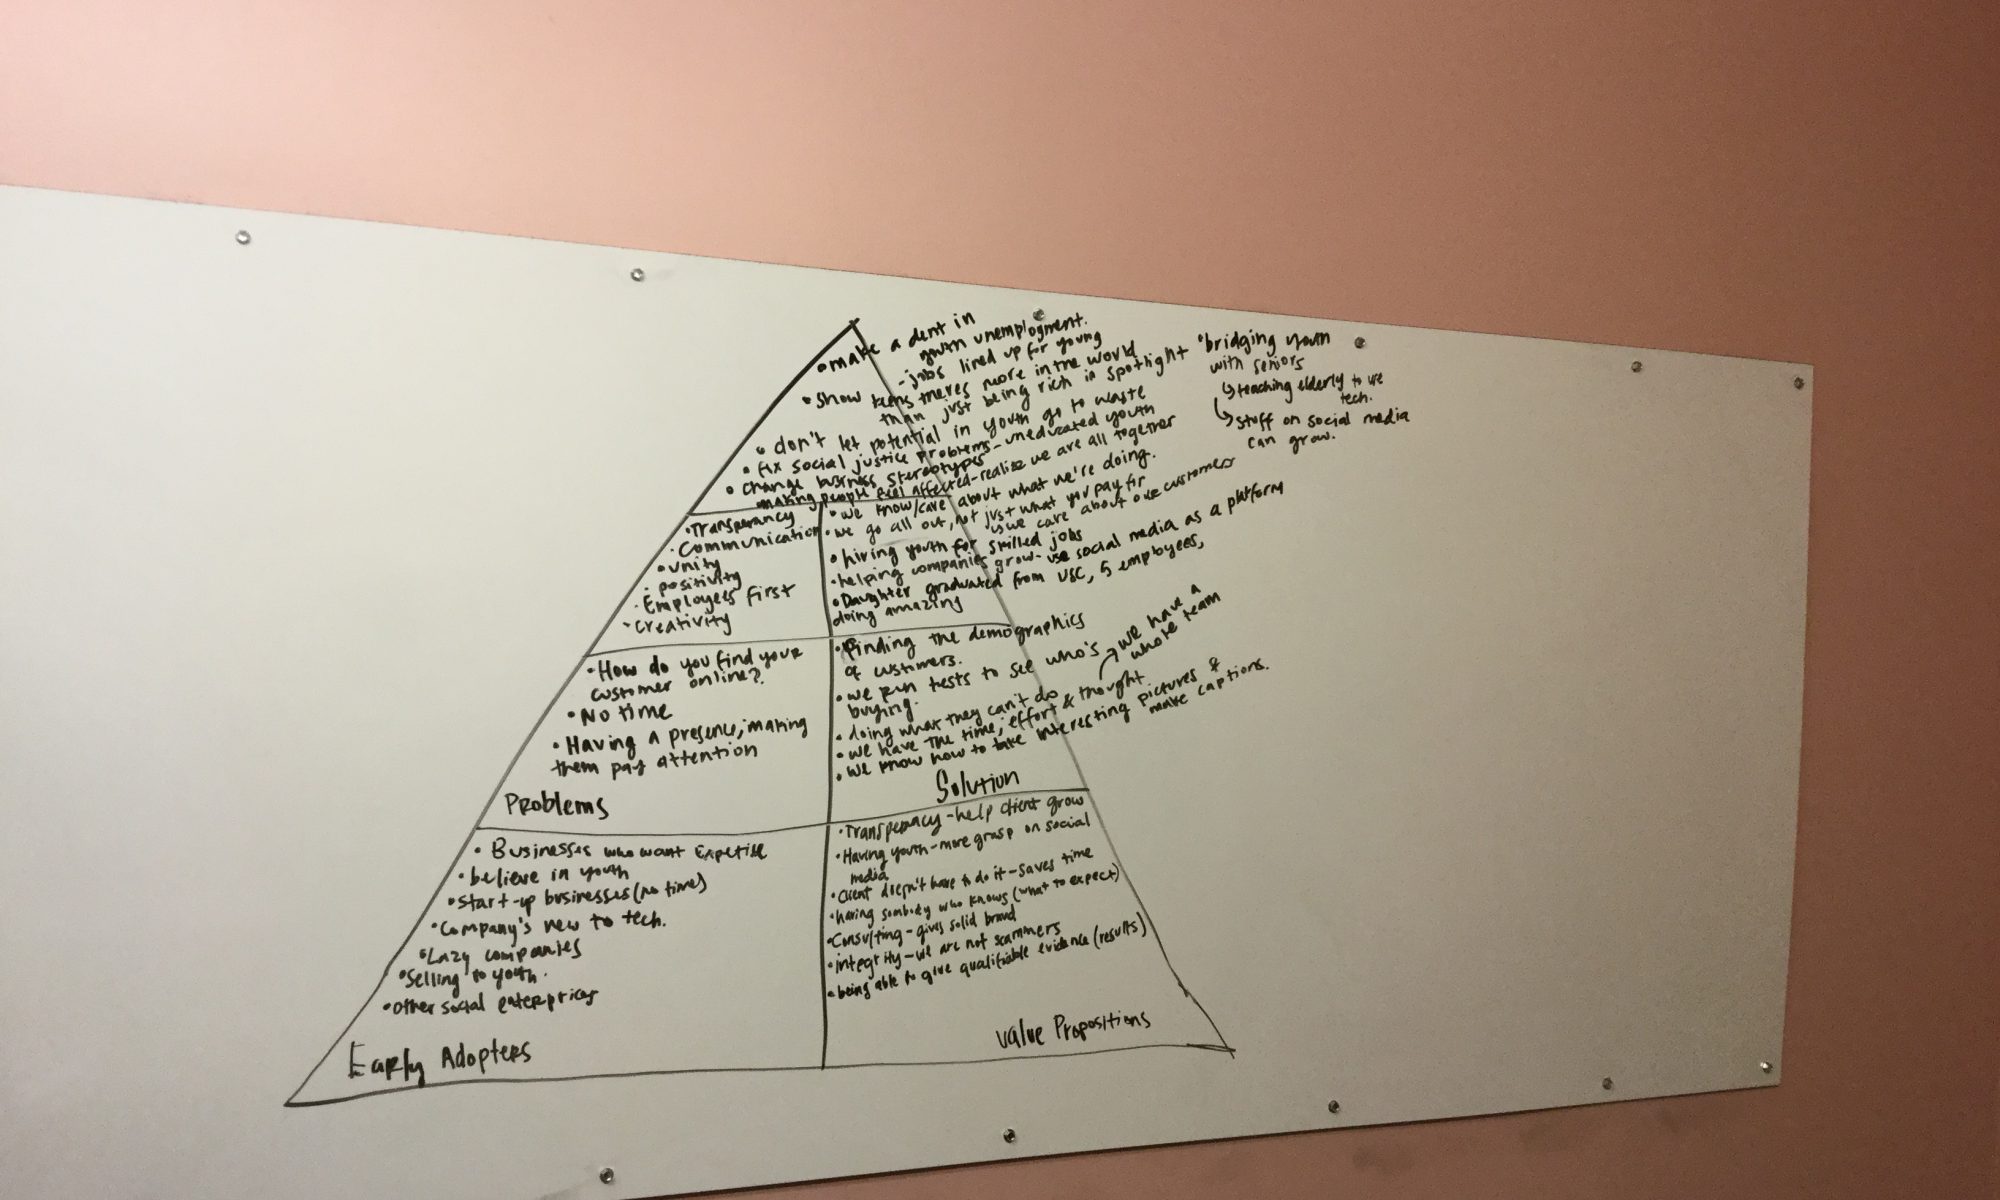 • make a dent in
youth unemployment.
- jobs lined up for young
• Show teens theres more in the world
than just being rich in spotlight
• don't let potential in youth go to waste
• fix social justice problems - uneducated youth
• change business stereotypes
making people feel affected - realize we are all together
• bridging youth
with seniors
↳ teaching elderly to use
tech.
↳ stuff on social media
can grow.
• Transperancy
• Communication
• unity
• positivity
• Employees first
• Creativity
• we know/care about what we're doing.
• we go all out, not just what you pay for
↳ we care about our customers
• hiring youth for skilled jobs
• helping companies grow - use social media as a platform
• Daughter graduated from USC, 5 employees,
doing amazing
• How do you find your
customer online?
• No time
• Having a presence, making
them pay attention
Problems
• Finding the demographics
of customers.
• we run tests to see who's
buying.
• doing what they can't do
• we have the time, effort & thought
→ we have a
whole team
• we know how to take interesting pictures &
make captions.
Solution
• Businesses who want Expertise
• believe in youth
• start-up businesses (no time)
• Company's new to tech.
• Lazy companies
• Selling to youth.
• other social enterprices
Early Adopters
• Transperacy - help client grow
• Having youth - more grasp on social
media
• Client doesn't have to do it - saves time
• having sombody who knows (what to expect)
• Consulting - gives solid brand
• integrity - we are not scammers
• being able to give qualifiable evidence (results)
Value Propositions